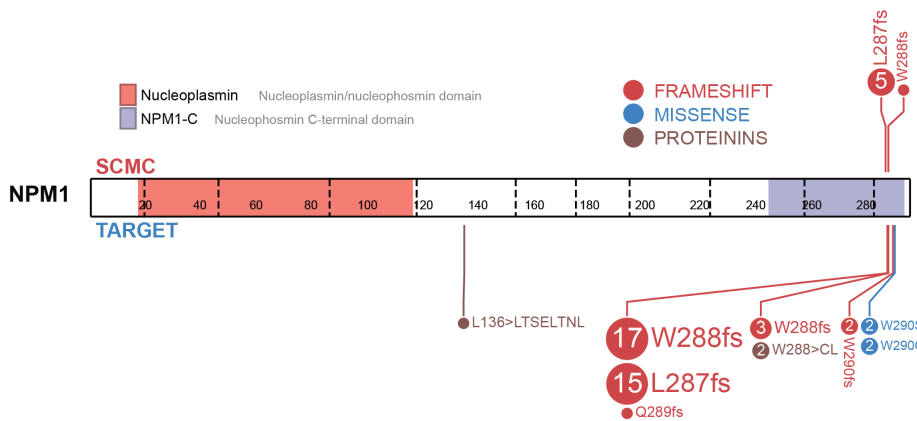 L287fs
W288fs
5
Nucleoplasmin Nucleoplasmin/nucleophosmin domain
NPM1-C Nucleophosmin C-terminal domain
FRAMESHIFT
MISSENSE
PROTEININS
SCMC
NPM1
20 40 60 80 100 120 140 160 180 200 220 240 260 280
TARGET
L136>LTSELTNL
17 W288fs
15 L287fs
Q289fs
3 W288fs
2 W288>CL
2
W290fs
2 W290S
2